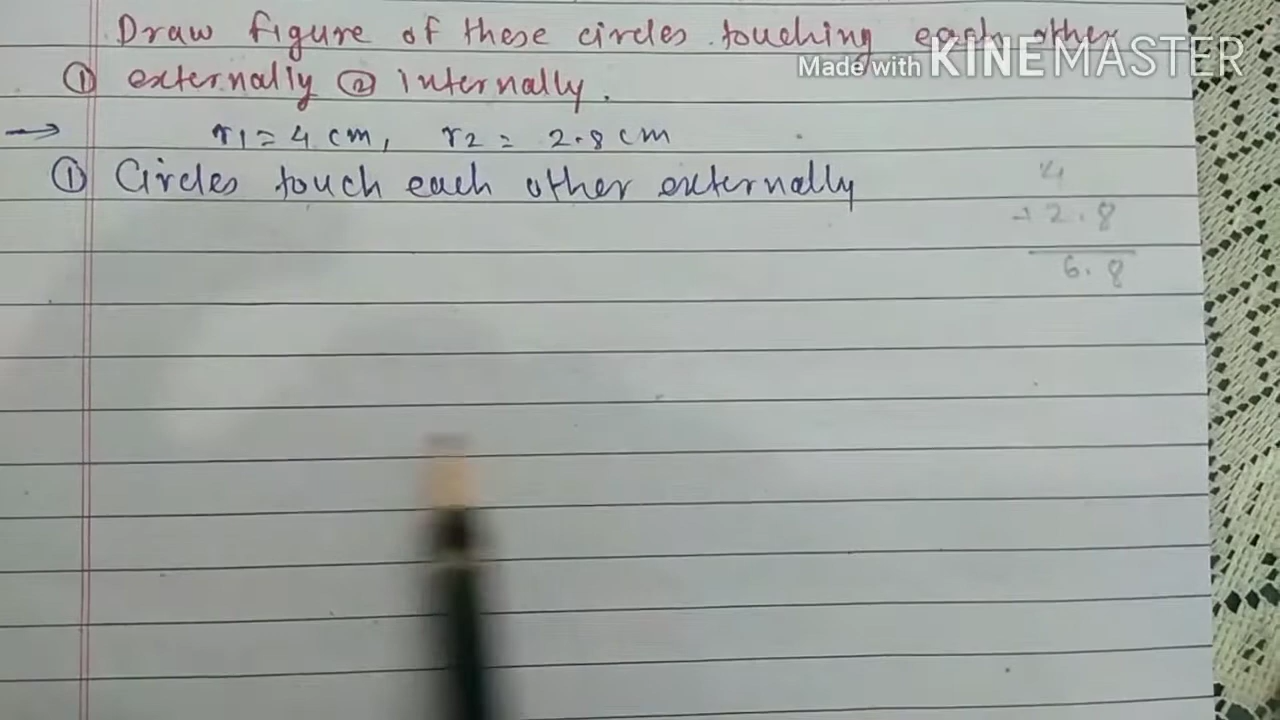 Draw figure of these circles touching each other
Made with KINEMASTER
① externally ② internally.
→ r1 = 4 cm, r2 = 2.8 cm
① Circles touch each other externally
4
+2.8
6.8